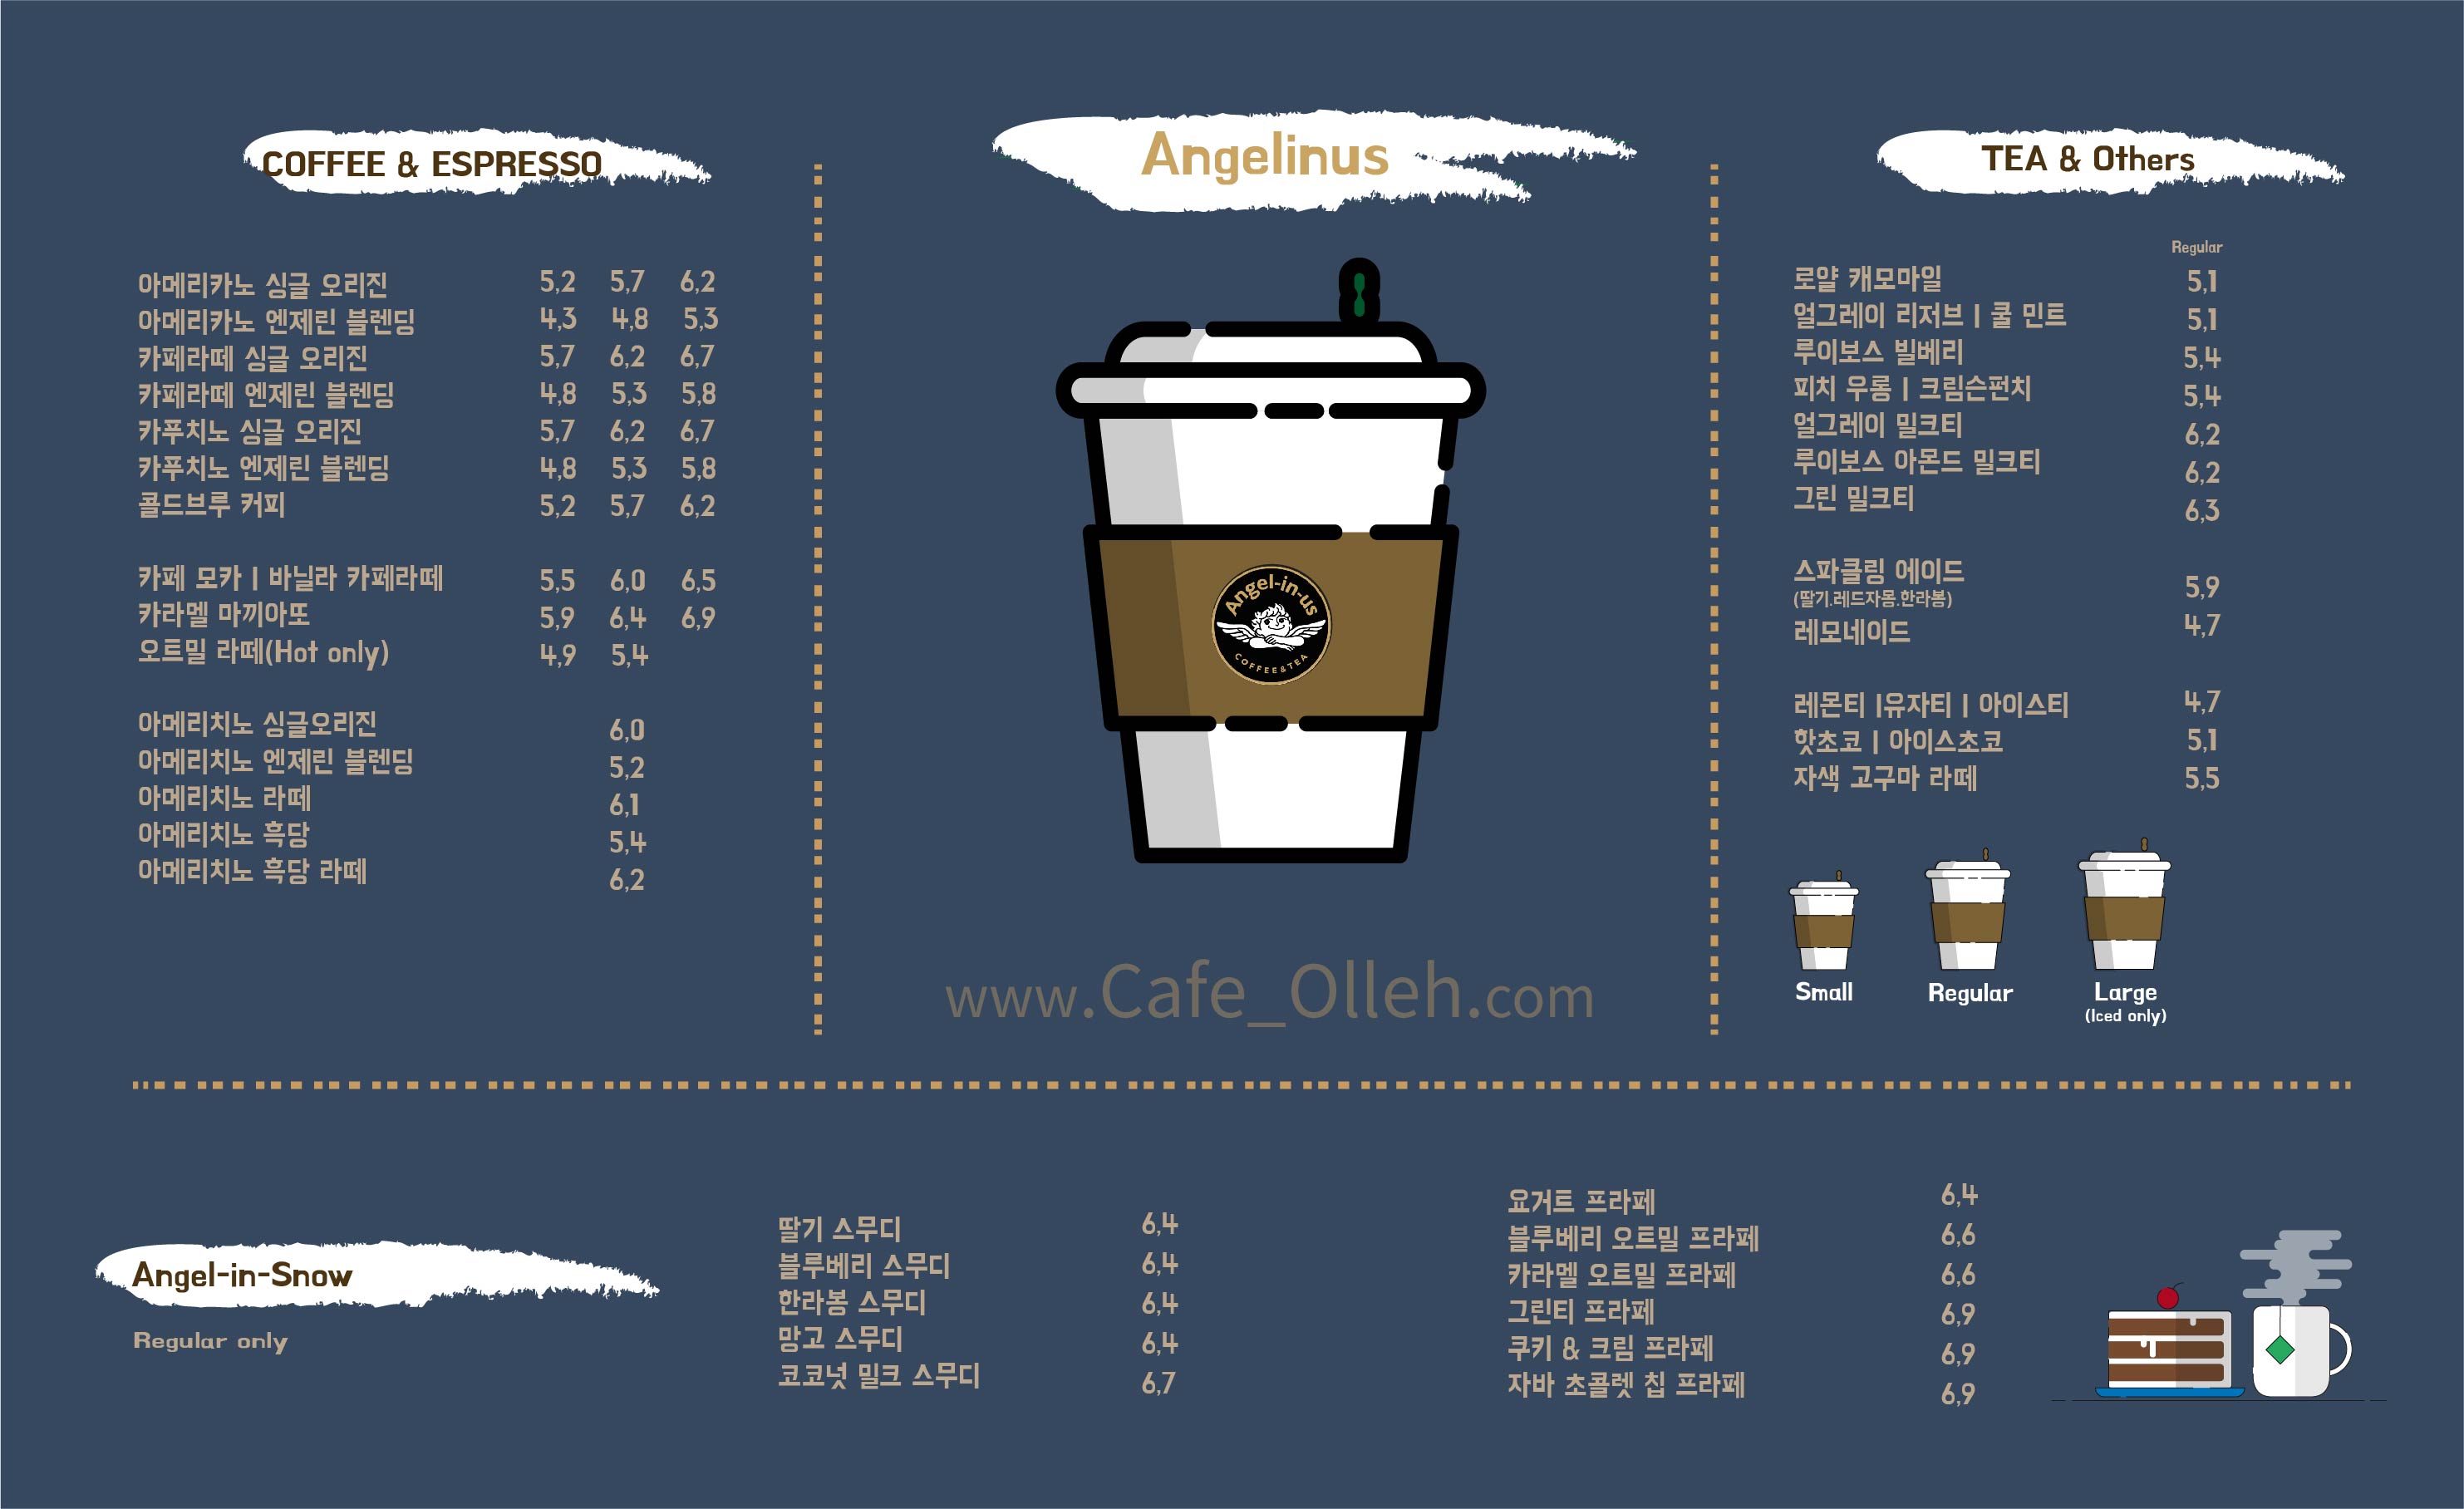 COFFEE & ESPRESSO
아메리카노 싱글 오리진 5,2 5,7 6,2
아메리카노 엔제린 블렌딩 4,3 4,8 5,3
카페라떼 싱글 오리진 5,7 6,2 6,7
카페라떼 엔제린 블렌딩 4,8 5,3 5,8
카푸치노 싱글 오리진 5,7 6,2 6,7
카푸치노 엔제린 블렌딩 4,8 5,3 5,8
콜드브루 커피 5,2 5,7 6,2
카페 모카 | 바닐라 카페라떼 5,5 6,0 6,5
카라멜 마끼아또 5,9 6,4 6,9
오트밀 라떼(Hot only) 4,9 5,4
아메리치노 싱글오리진 6,0
아메리치노 엔제린 블렌딩 5,2
아메리치노 라떼 6,1
아메리치노 흑당 5,4
아메리치노 흑당 라떼 6,2
Angelinus
Angel-in-us
COFFEE & TEA
www.Cafe_Olleh.com
TEA & Others
Regular
로얄 캐모마일 5,1
얼그레이 리저브 | 쿨 민트 5,1
루이보스 빌베리 5,4
피치 우롱 | 크림슨펀치 5,4
얼그레이 밀크티 6,2
루이보스 아몬드 밀크티 6,2
그린 밀크티 6,3
스파클링 에이드 5,9
(딸기.레드자몽.한라봉)
레모네이드 4,7
레몬티 |유자티 | 아이스티 4,7
핫초코 | 아이스초코 5,1
자색 고구마 라떼 5,5
Small Regular Large
(Iced only)
Angel-in-Snow
Regular only
딸기 스무디 6,4
블루베리 스무디 6,4
한라봉 스무디 6,4
망고 스무디 6,4
코코넛 밀크 스무디 6,7
요거트 프라페 6,4
블루베리 오트밀 프라페 6,6
카라멜 오트밀 프라페 6,6
그린티 프라페 6,9
쿠키 & 크림 프라페 6,9
자바 초콜렛 칩 프라페 6,9